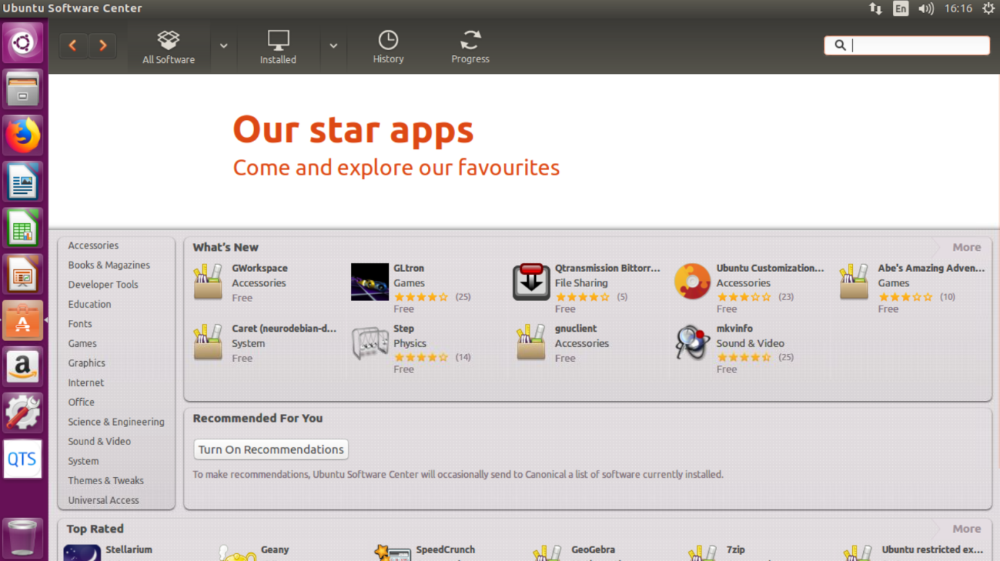 Ubuntu Software Center
En
16:16
All Software
Installed
History
Progress
Our star apps
Come and explore our favourites
Accessories
Books & Magazines
Developer Tools
Education
Fonts
Games
Graphics
Internet
Office
Science & Engineering
Sound & Video
System
Themes & Tweaks
Universal Access
What's New
More
GWorkspace
Accessories
Free
GLtron
Games
(25)
Free
Qtransmission Bittorr...
File Sharing
(5)
Free
Ubuntu Customization...
Accessories
(23)
Free
Abe's Amazing Adven...
Games
(10)
Free
Caret (neurodebian-d...
System
Free
Step
Physics
(14)
Free
gnuclient
Accessories
Free
mkvinfo
Sound & Video
(25)
Free
Recommended For You
Turn On Recommendations
To make recommendations, Ubuntu Software Center will occasionally send to Canonical a list of software currently installed.
Top Rated
More
Stellarium
Geany
SpeedCrunch
GeoGebra
7zip
Ubuntu restricted ex...
a
QTS